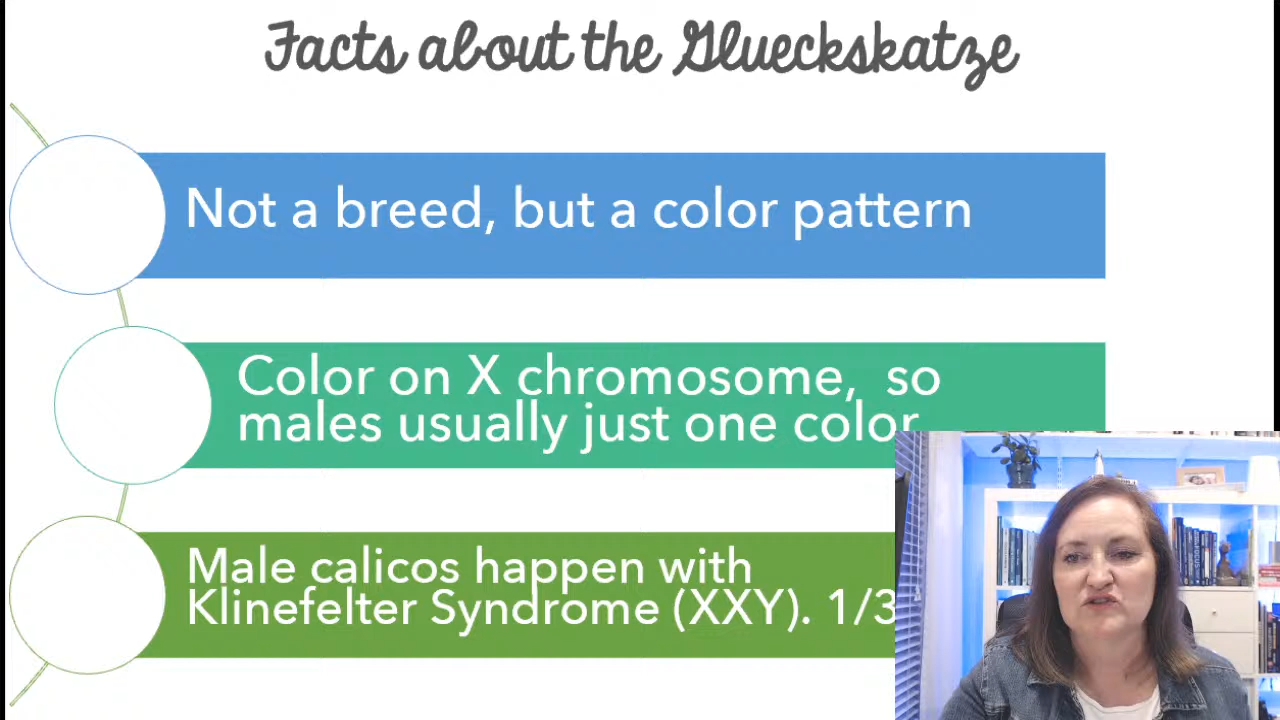 Facts about the Glueckskatze
Not a breed, but a color pattern
Color on X chromosome, so
males usually just one color
Male calicos happen with
Klinefelter Syndrome (XXY). 1/3